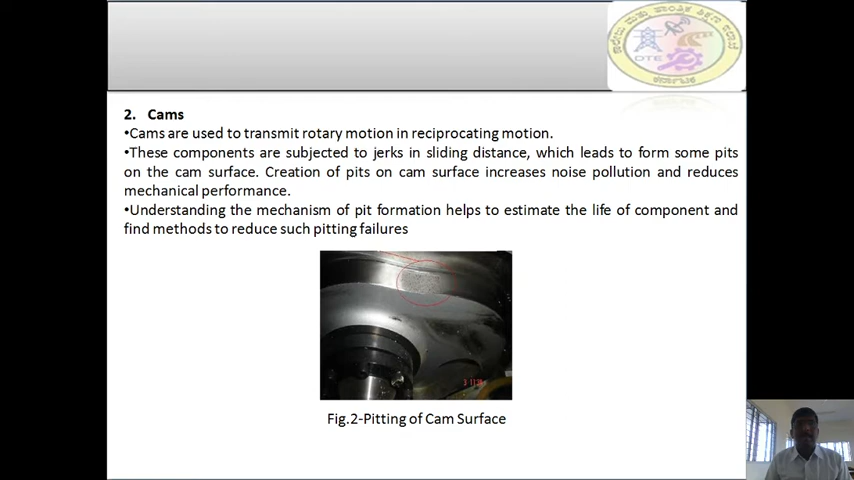 OTE
2. Cams
•Cams are used to transmit rotary motion in reciprocating motion.
•These components are subjected to jerks in sliding distance, which leads to form some pits
on the cam surface. Creation of pits on cam surface increases noise pollution and reduces
mechanical performance.
•Understanding the mechanism of pit formation helps to estimate the life of component and
find methods to reduce such pitting failures
Fig.2-Pitting of Cam Surface